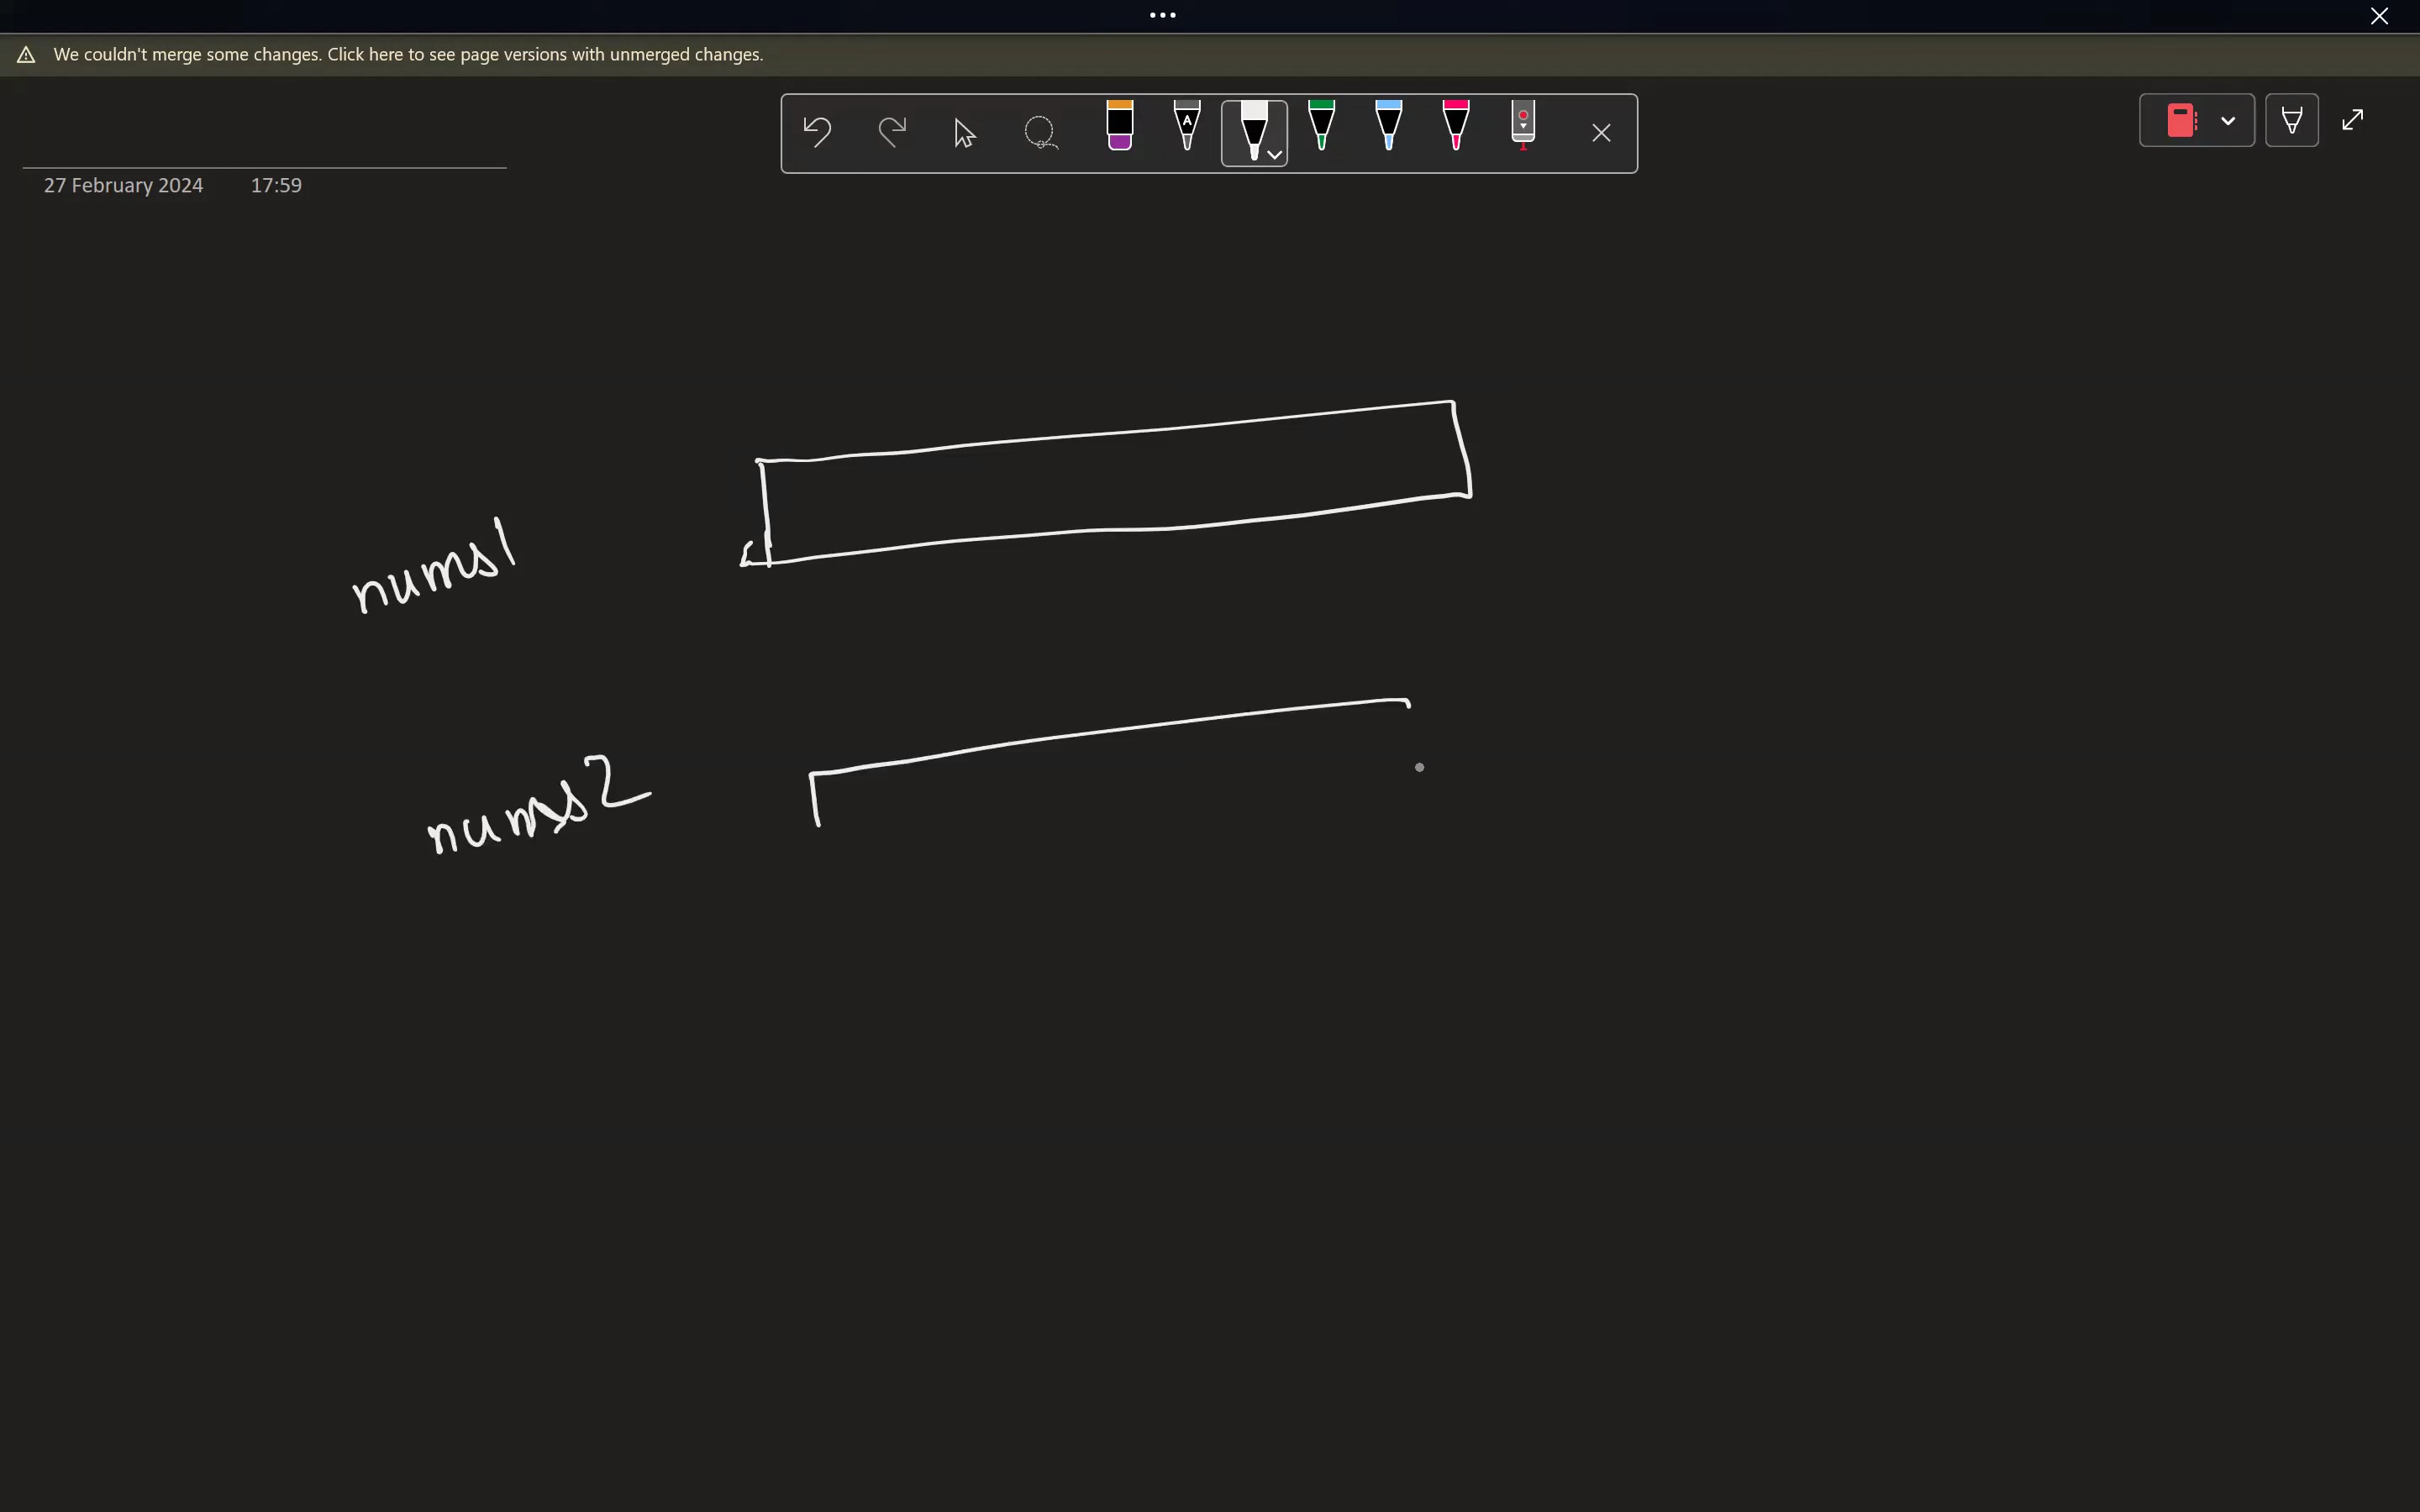 We couldn't merge some changes. Click here to see page versions with unmerged changes.
A
27 February 2024 17:59
nums1
nums2